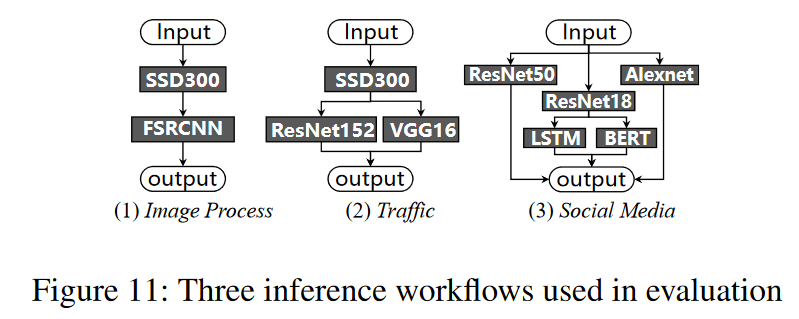 Input
SSD300
FSRCNN
output
(1) Image Process
Input
SSD300
ResNet152 VGG16
output
(2) Traffic
Input
ResNet50 Alexnet
ResNet18
LSTM BERT
output
(3) Social Media
Figure 11: Three inference workflows used in evaluation